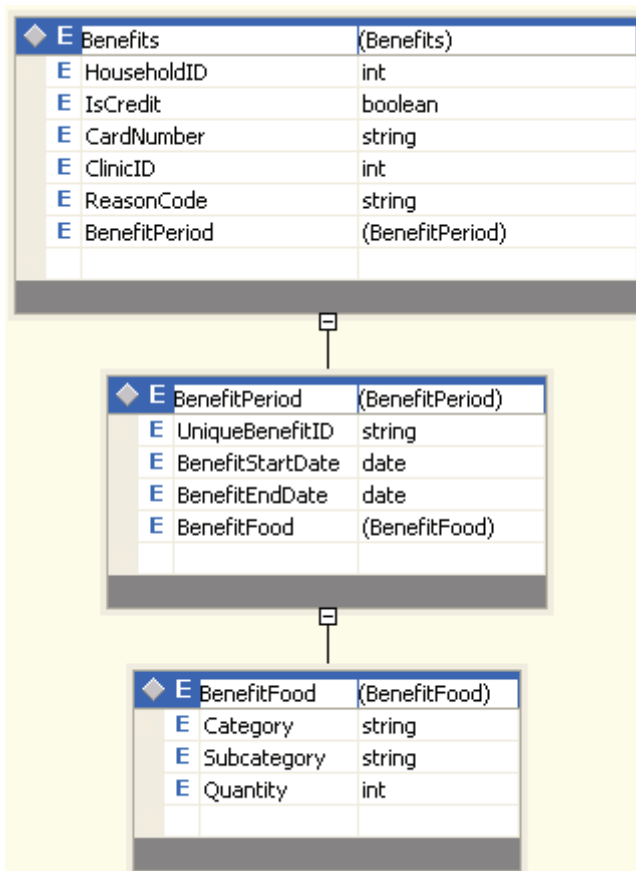 E Benefits (Benefits)
E HouseholdID int
E IsCredit boolean
E CardNumber string
E ClinicID int
E ReasonCode string
E BenefitPeriod (BenefitPeriod)
E BenefitPeriod (BenefitPeriod)
E UniqueBenefitID string
E BenefitStartDate date
E BenefitEndDate date
E BenefitFood (BenefitFood)
E BenefitFood (BenefitFood)
E Category string
E Subcategory string
E Quantity int